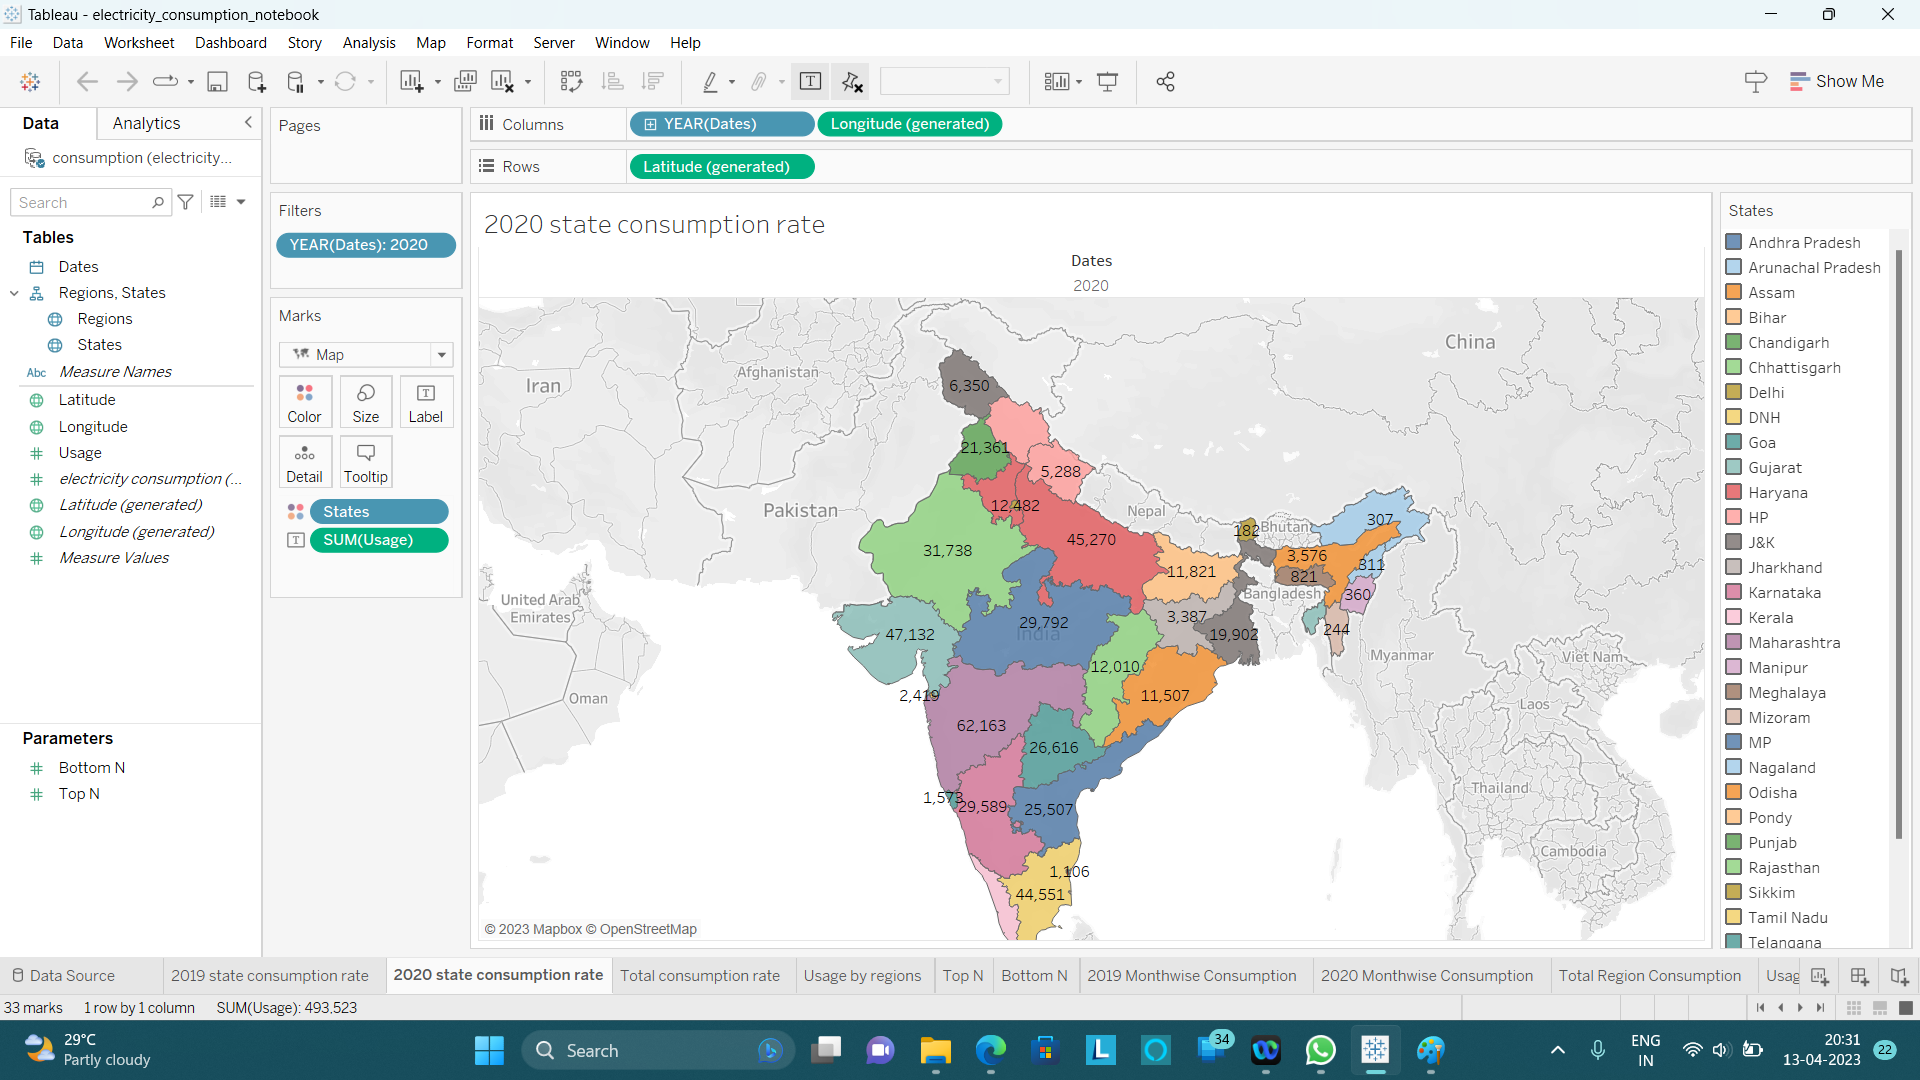 Tableau - electricity_consumption_notebook
File Data Worksheet Dashboard Story Analysis Map Format Server Window Help
Show Me
Data Analytics
consumption (electricity...
Search
Tables
Dates
Regions, States
Regions
States
Abc Measure Names
Latitude
Longitude
Usage
electricity consumption (...
Latitude (generated)
Longitude (generated)
Measure Values
Parameters
Bottom N
Top N
Pages
Filters
YEAR(Dates): 2020
Marks
Map
Color Size Label
Detail Tooltip
States
SUM(Usage)
Columns YEAR(Dates) Longitude (generated)
Rows Latitude (generated)
2020 state consumption rate
Dates
2020
China
Iran
Afghanistan
6,350
21,361
5,288
Pakistan
12,482
Nepal
307
182 Bhutan
45,270
31,738
3,576
311
11,821
821
United Arab
Emirates
Bangladesh
360
3,387
29,792
India
244
47,132
19,902
Myanmar
Viet Nam
12,010
2,419
11,507
Oman
Laos
62,163
26,616
Thailand
1,573
29,589
25,507
Cambodia
1,106
44,551
© 2023 Mapbox © OpenStreetMap
States
Andhra Pradesh
Arunachal Pradesh
Assam
Bihar
Chandigarh
Chhattisgarh
Delhi
DNH
Goa
Gujarat
Haryana
HP
J&K
Jharkhand
Karnataka
Kerala
Maharashtra
Manipur
Meghalaya
Mizoram
MP
Nagaland
Odisha
Pondy
Punjab
Rajasthan
Sikkim
Tamil Nadu
Telangana
Data Source 2019 state consumption rate 2020 state consumption rate Total consumption rate Usage by regions Top N Bottom N 2019 Monthwise Consumption 2020 Monthwise Consumption Total Region Consumption Usag
33 marks 1 row by 1 column SUM(Usage): 493,523
29°C
Partly cloudy
Search
34
ENG
IN
20:31
13-04-2023
22